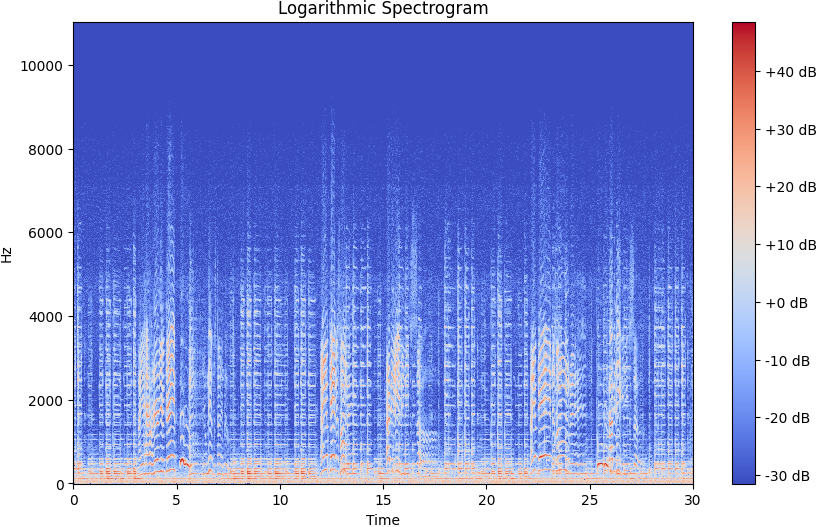 Logarithmic Spectrogram
Hz
10000
8000
6000
4000
2000
0
0 5 10 15 20 25 30
Time
+40 dB
+30 dB
+20 dB
+10 dB
+0 dB
-10 dB
-20 dB
-30 dB